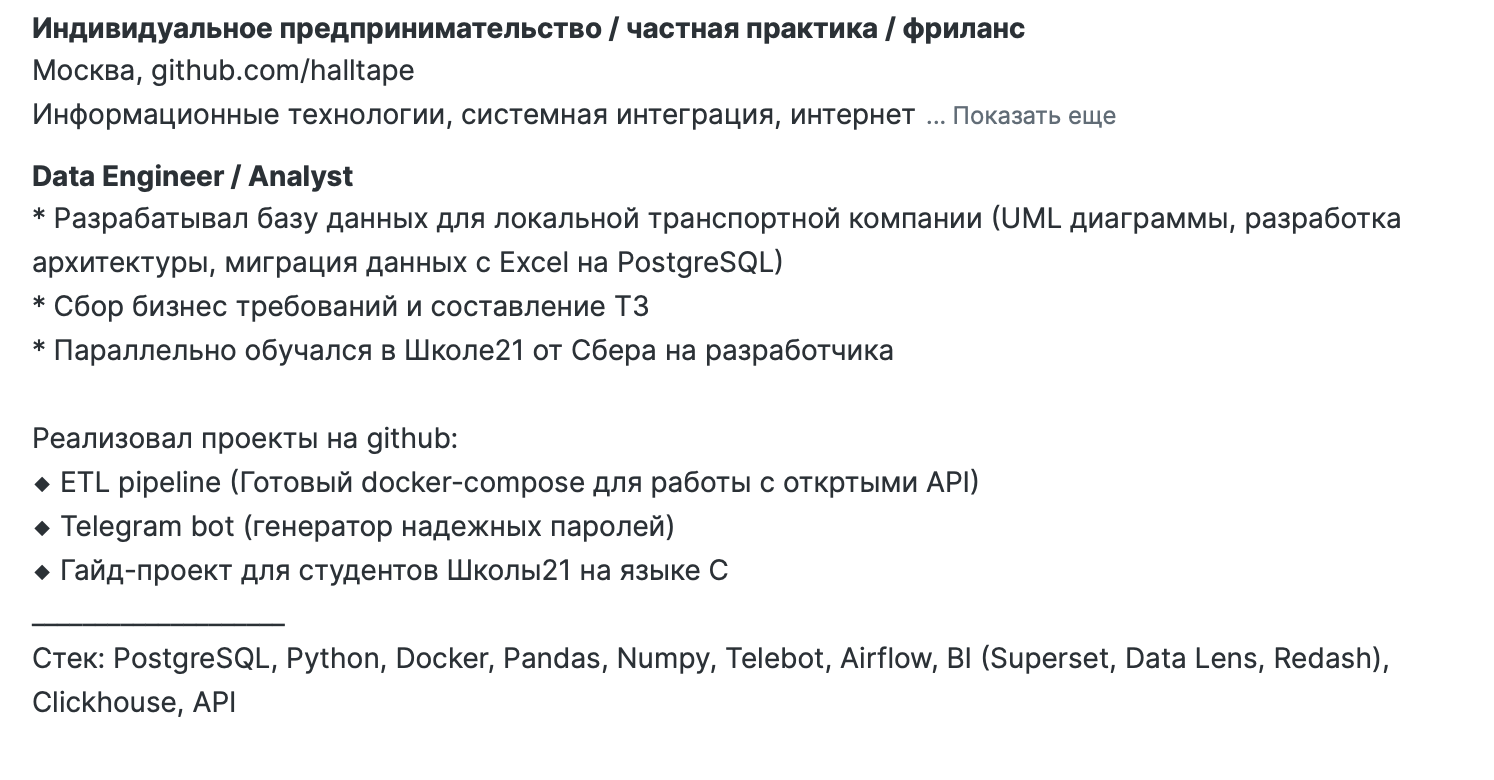 Индивидуальное предпринимательство / частная практика / фриланс
Москва, github.com/halltape
Информационные технологии, системная интеграция, интернет ... Показать еще
Data Engineer / Analyst
* Разрабатывал базу данных для локальной транспортной компании (UML диаграммы, разработка
архитектуры, миграция данных с Excel на PostgreSQL)
* Сбор бизнес требований и составление ТЗ
* Параллельно обучался в Школе21 от Сбера на разработчика
Реализовал проекты на github:
◆ ETL pipeline (Готовый docker-compose для работы с откртыми API)
◆ Telegram bot (генератор надежных паролей)
◆ Гайд-проект для студентов Школы21 на языке C
___________________
Стек: PostgreSQL, Python, Docker, Pandas, Numpy, Telebot, Airflow, BI (Superset, Data Lens, Redash),
Clickhouse, API